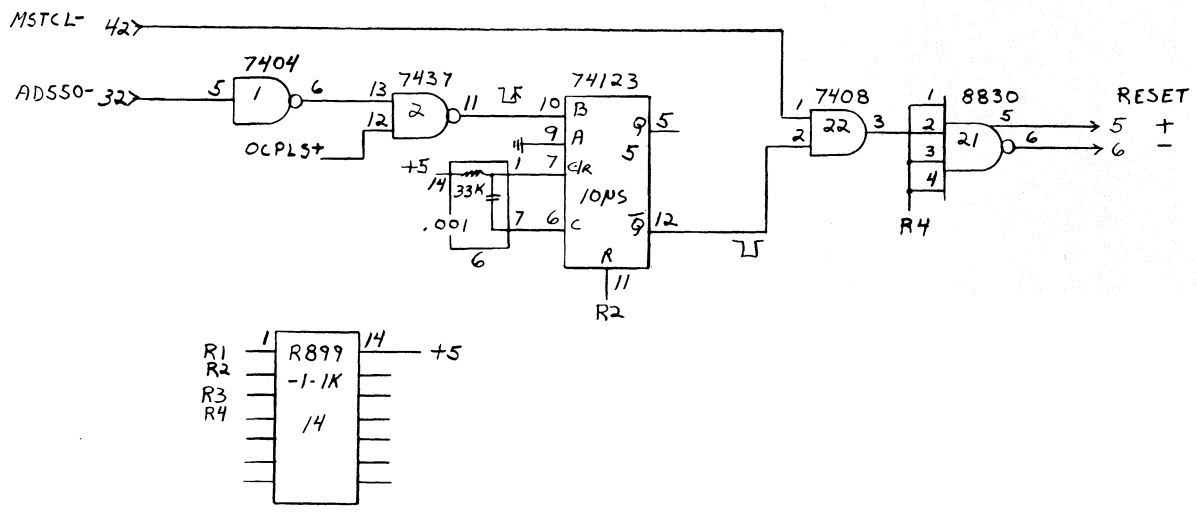 MSTCL- 42
7404
5 1 6
ADSSO- 32
7437
13 2 11
12
OCPLS+
74123
10 B Q 5
9 A
5
+5 1 7 C/R
14 33K
10µS
.001 7 6 C Q̅ 12
6
R
11
R2
7408
1
2 22 3
8830
1
2 21 5
3 6
4
R4
RESET
5 +
6 -
1 14
R1 R899 +5
R2 -1-1K
R3
R4 14